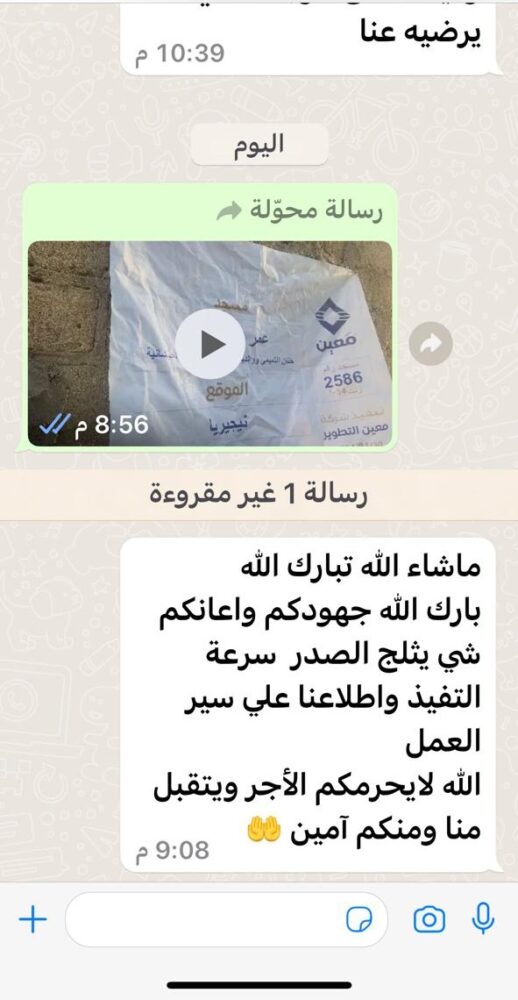 يرضيه عنا
10:39 م
اليوم
رسالة محوّلة
مسجد
عمر
الموقع
نيجيريا
معين
2586
معين التطوير
8:56 م
رسالة 1 غير مقروءة
ماشاء الله تبارك الله
بارك الله جهودكم واعانكم
شي يثلج الصدر سرعة
التفيذ واطلاعنا علي سير
العمل
الله لايحرمكم الأجر ويتقبل
منا ومنكم آمين 🤲
9:08 م